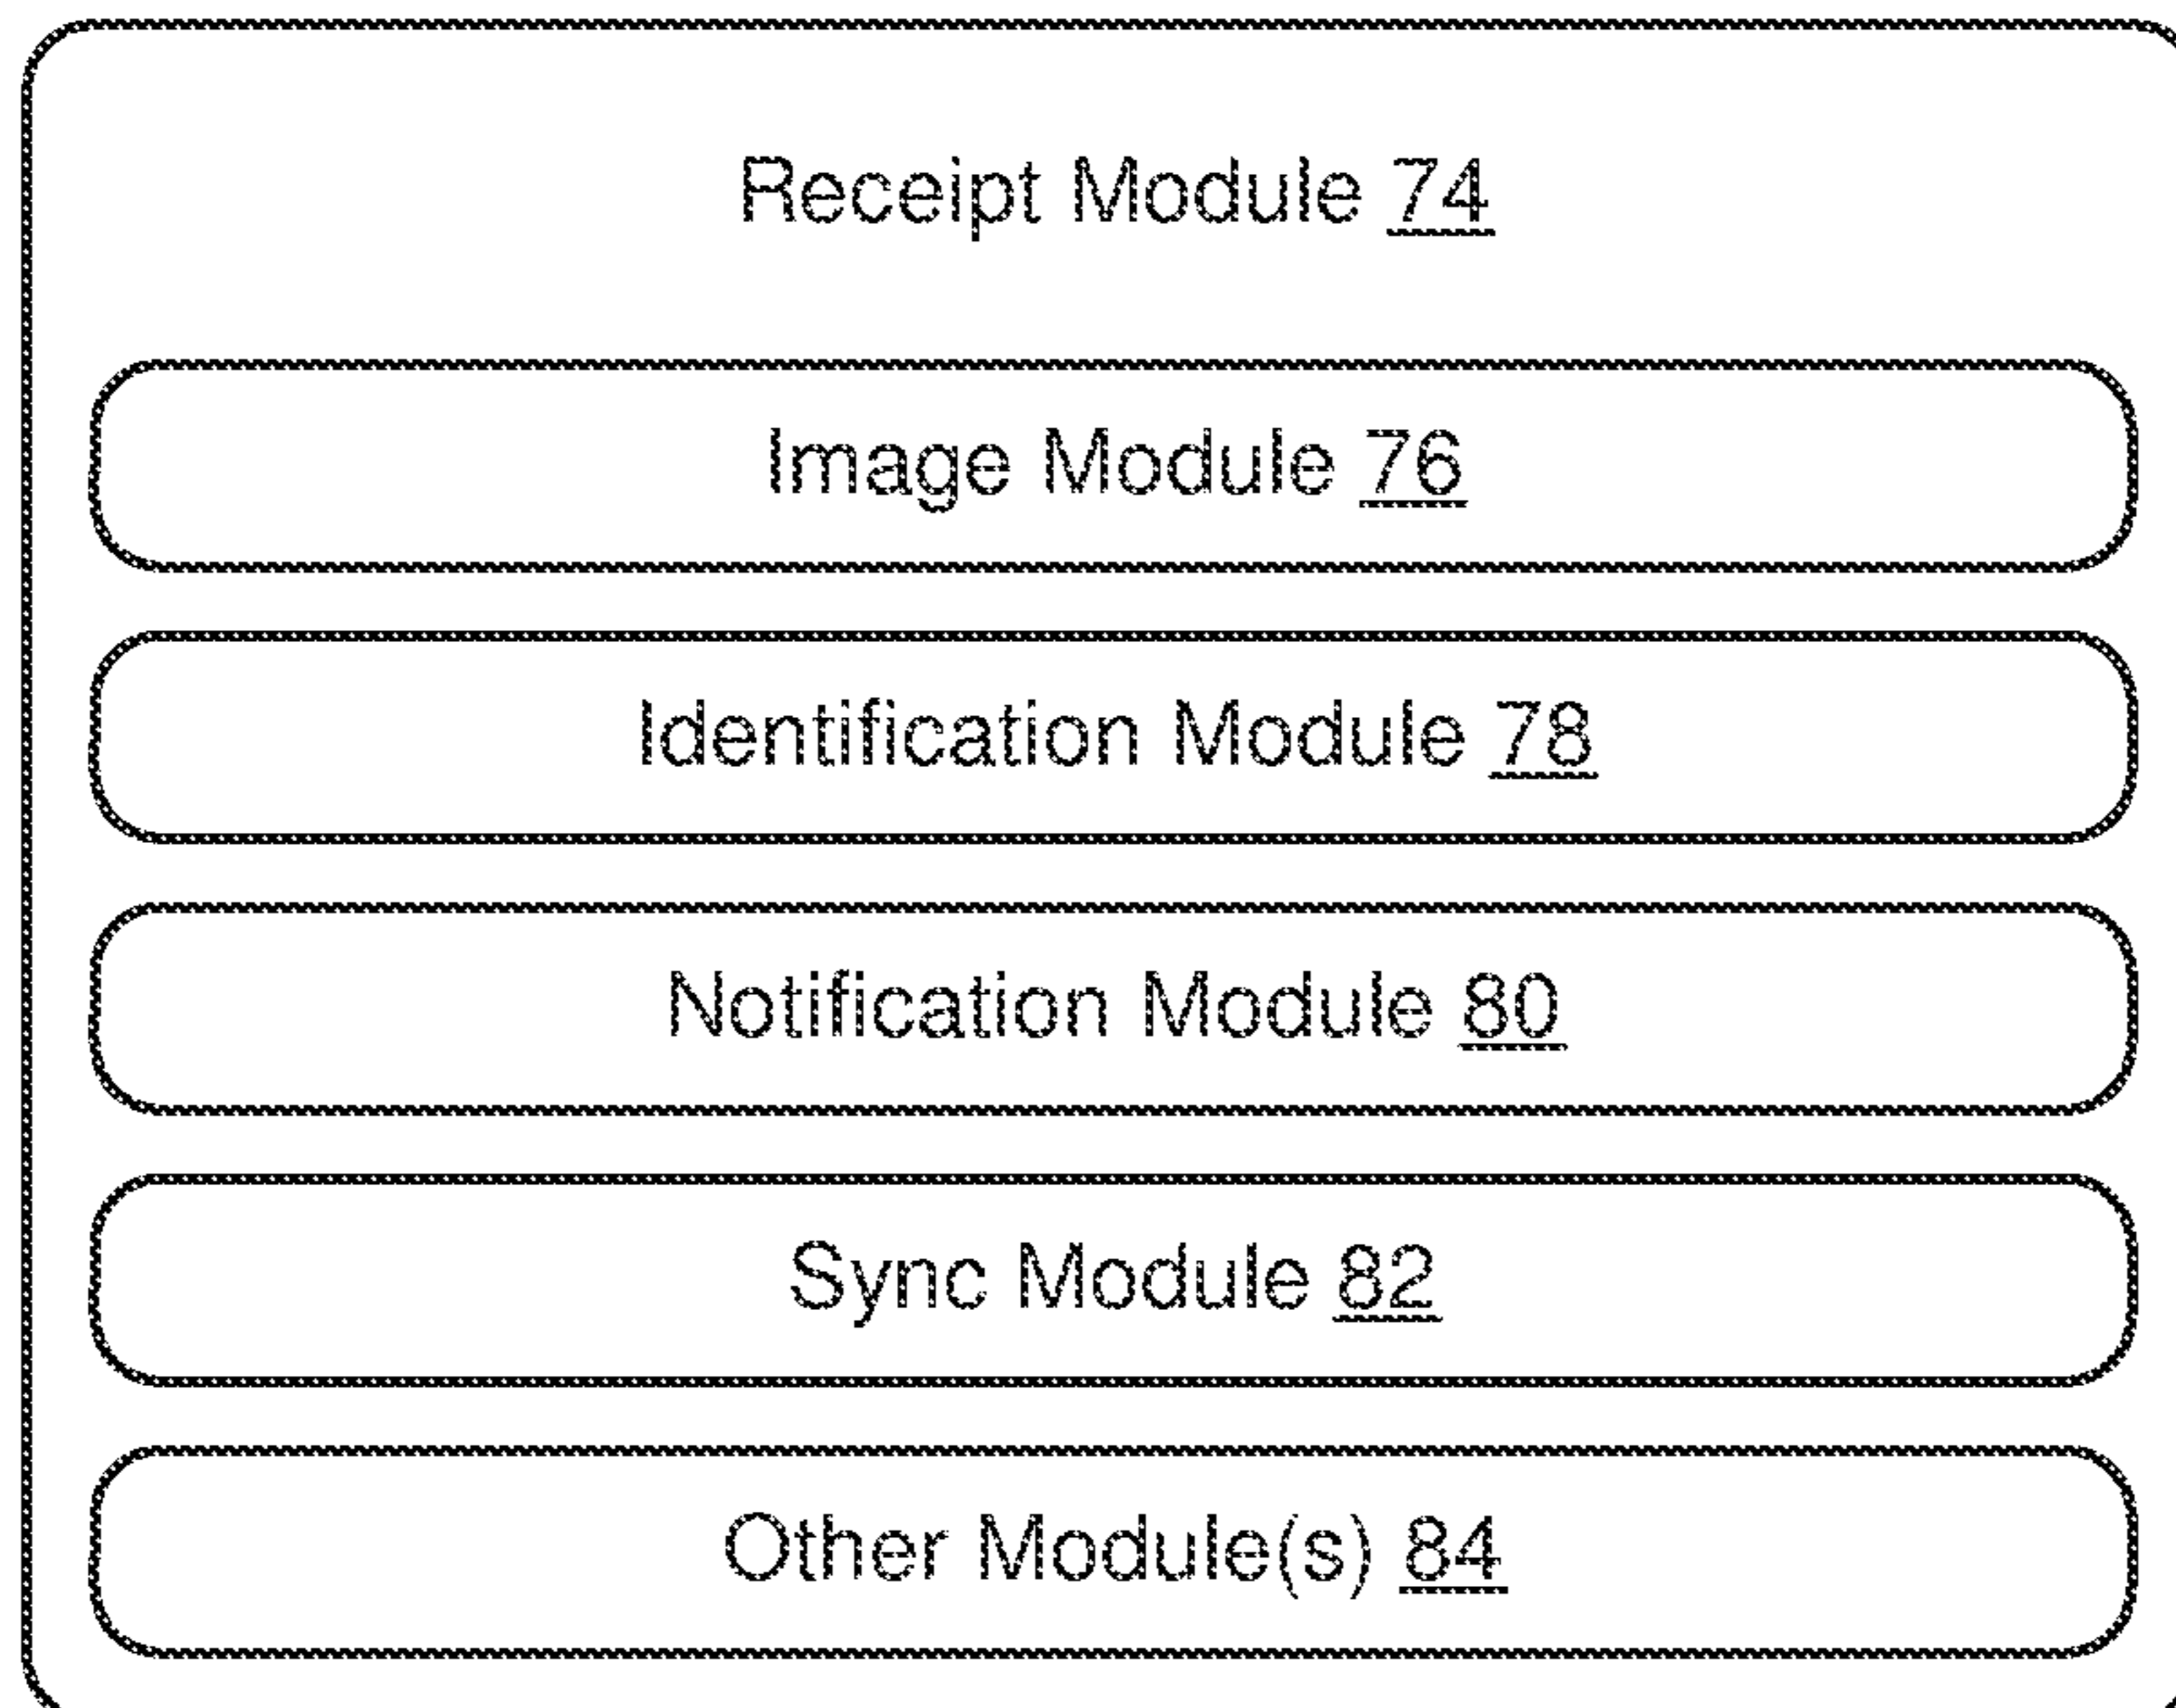 Receipt Module 74
Image Module 76
Identification Module 78
Notification Module 80
Sync Module 82
Other Module(s) 84